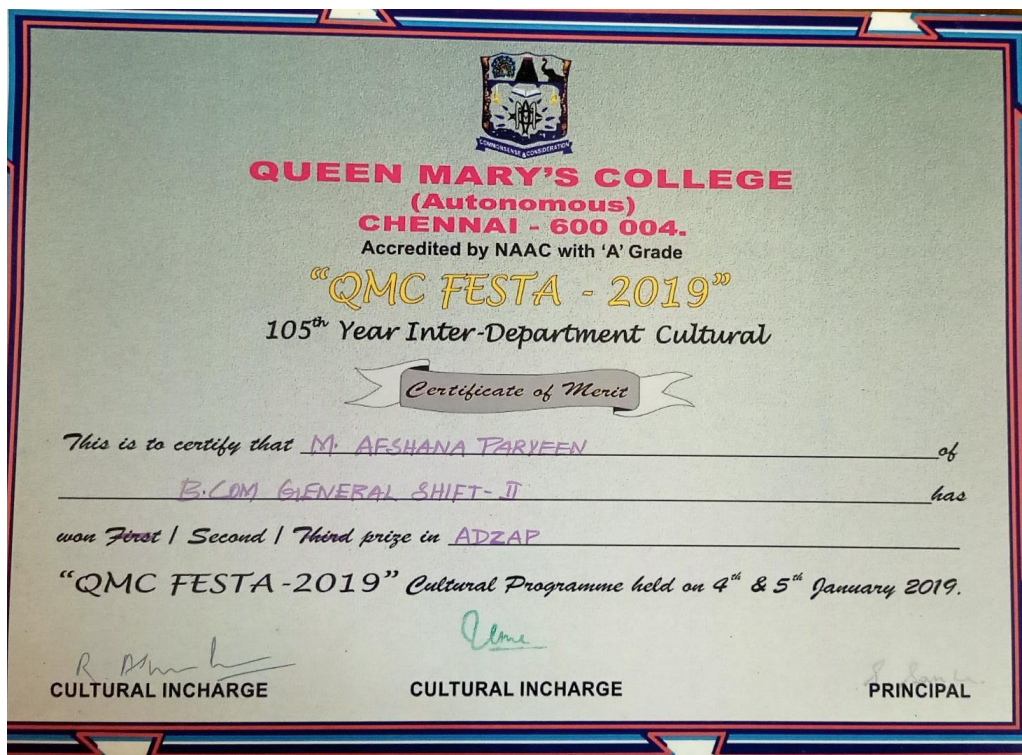 COMMONSENSE & CONSIDERATION
QUEEN MARY'S COLLEGE
(Autonomous)
CHENNAI - 600 004.
Accredited by NAAC with 'A' Grade
"QMC FESTA - 2019"
105th Year Inter-Department Cultural
Certificate of Merit
This is to certify that M. AFSHANA PARVEEN of
B.COM GENERAL SHIFT-II has
won First / Second / Third prize in ADZAP
"QMC FESTA-2019" Cultural Programme held on 4th & 5th January 2019.
CULTURAL INCHARGE CULTURAL INCHARGE PRINCIPAL